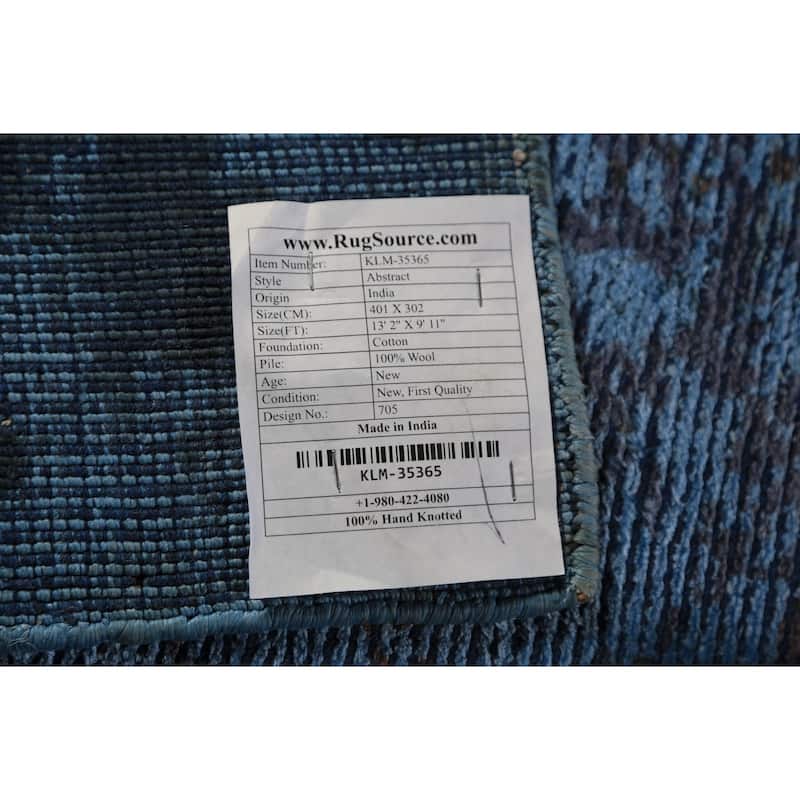 www.RugSource.com
Item Number: KLM-35365
Style Abstract
Origin India
Size(CM): 401 X 302
Size(FT): 13' 2" X 9' 11"
Foundation: Cotton
Pile: 100% Wool
Age: New
Condition: New, First Quality
Design No.: 705
Made in India
KLM-35365
+1-980-422-4080
100% Hand Knotted